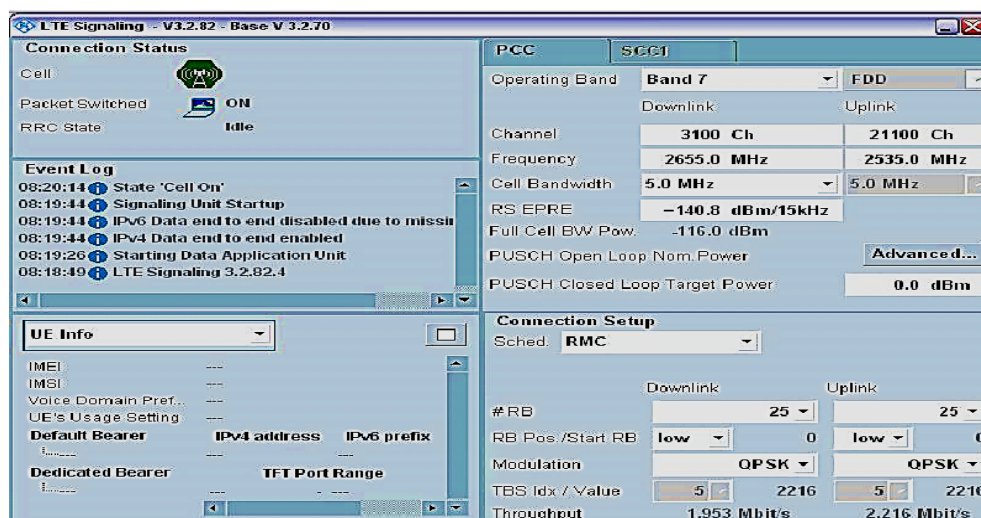 LTE Signaling - V3.2.82 - Base V 3.2.70
Connection Status
Cell
Packet Switched ON
RRC State Idle
Event Log
08:20:14 State 'Cell On'
08:19:44 Signaling Unit Startup
08:19:44 IPv6 Data end to end disabled due to missin
08:19:44 IPv4 Data end to end enabled
08:19:26 Starting Data Application Unit
08:18:49 LTE Signaling 3.2.82.4
UE Info
IMEI ---
IMSI ---
Voice Domain Pref... ---
UE's Usage Setting ---
Default Bearer IPv4 address IPv6 prefix
--- ---
Dedicated Bearer TFT Port Range
--- - ---
PCC SCC1
Operating Band Band 7 FDD
Downlink Uplink
Channel 3100 Ch 21100 Ch
Frequency 2655.0 MHz 2535.0 MHz
Cell Bandwidth 5.0 MHz 5.0 MHz
RS EPRE -140.8 dBm/15kHz
Full Cell BW Pow. -116.0 dBm
PUSCH Open Loop Nom.Power Advanced...
PUSCH Closed Loop Target Power 0.0 dBm
Connection Setup
Sched. RMC
Downlink Uplink
# RB 25 25
RB Pos./Start RB low 0 low 0
Modulation QPSK QPSK
TBS Idx / Value 5 2216 5 2216
Throughput 1.953 Mbit/s 2.216 Mbit/s